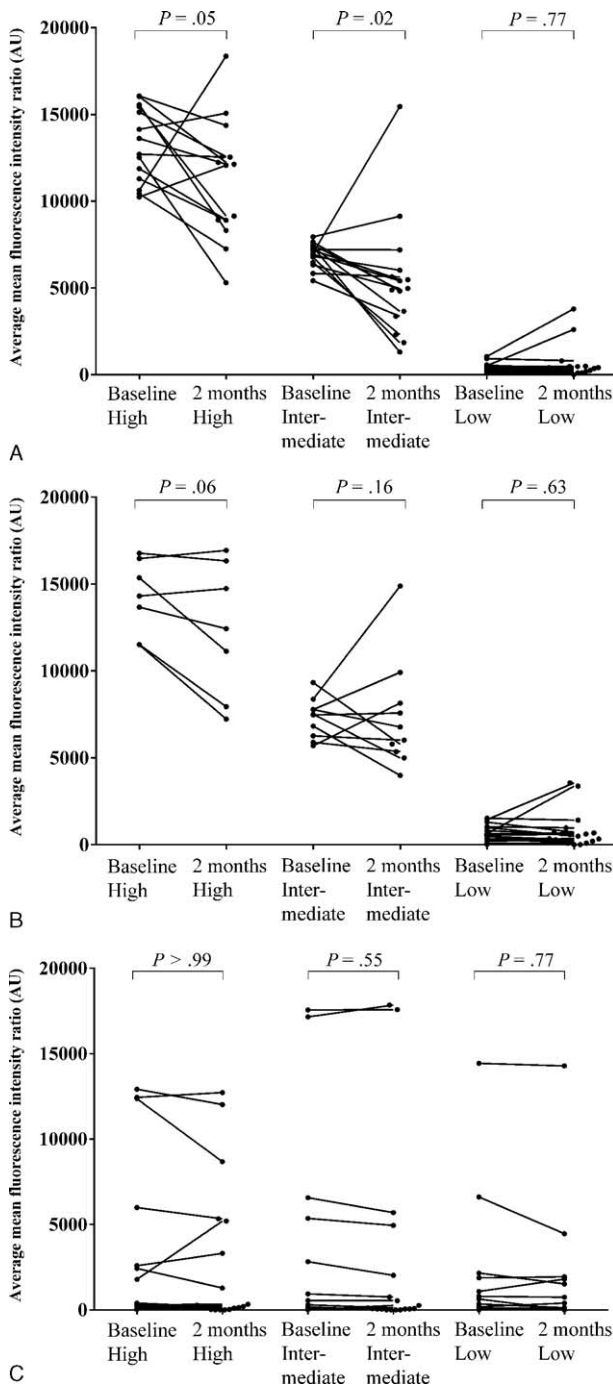 P = .05 P = .02 P = .77
Average mean fluorescence intensity ratio (AU)
20000
15000
10000
5000
0
Baseline 2 months Baseline 2 months Baseline 2 months
High High Inter- Inter- Low Low
mediate mediate
A
P = .06 P = .16 P = .63
Average mean fluorescence intensity ratio (AU)
20000
15000
10000
5000
0
Baseline 2 months Baseline 2 months Baseline 2 months
High High Inter- Inter- Low Low
mediate mediate
B
P > .99 P = .55 P = .77
Average mean fluorescence intensity ratio (AU)
20000
15000
10000
5000
0
Baseline 2 months Baseline 2 months Baseline 2 months
High High Inter- Inter- Low Low
mediate mediate
C